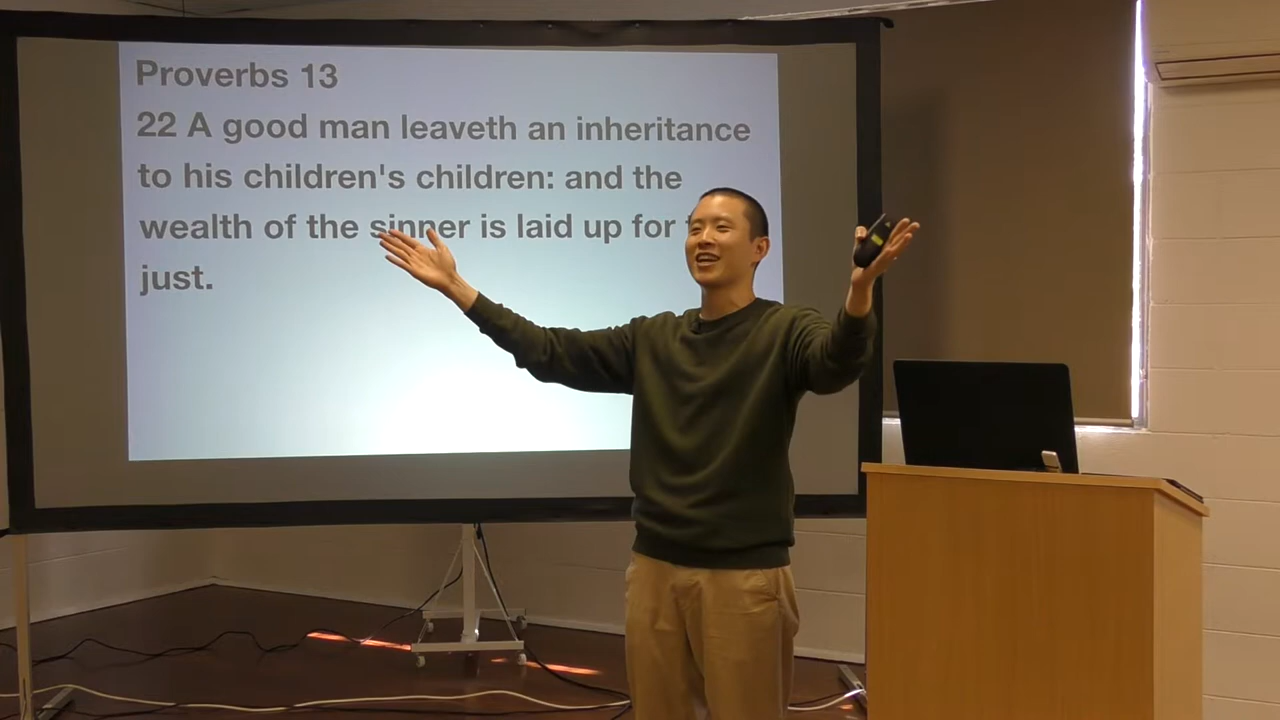 Proverbs 13
22 A good man leaveth an inheritance
to his children's children: and the
wealth of the sinner is laid up for
just.